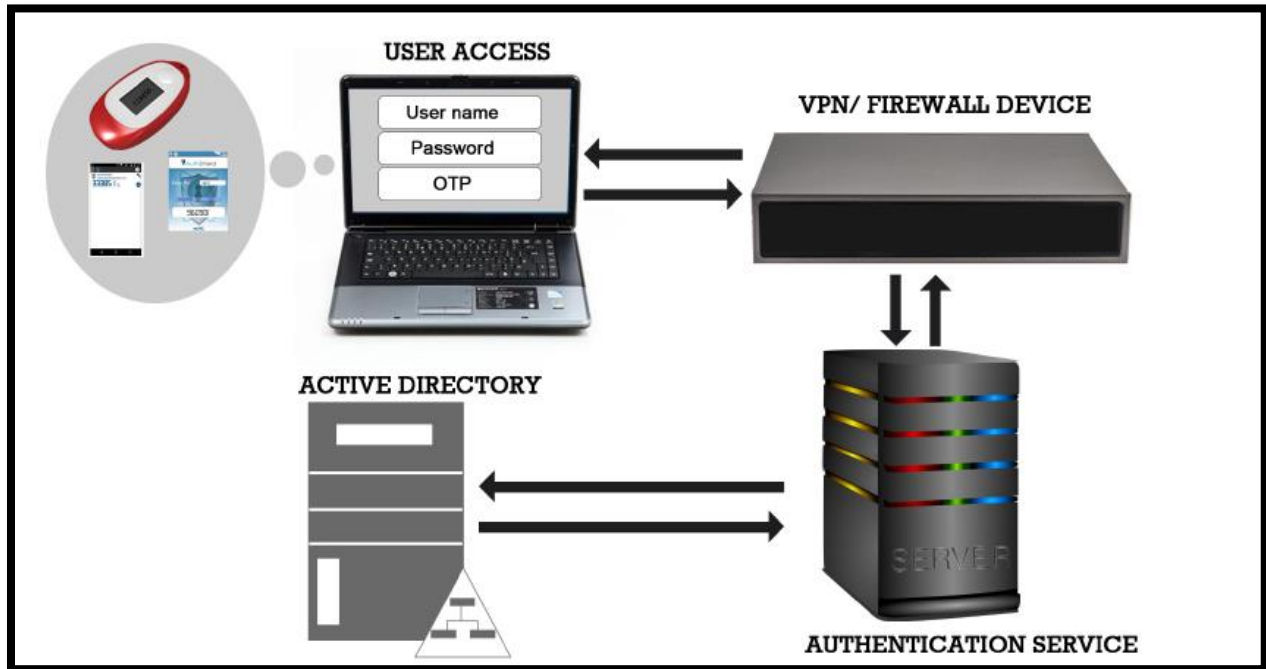 USER ACCESS
User name
Password
OTP
VPN/ FIREWALL DEVICE
ACTIVE DIRECTORY
SERVER
AUTHENTICATION SERVICE